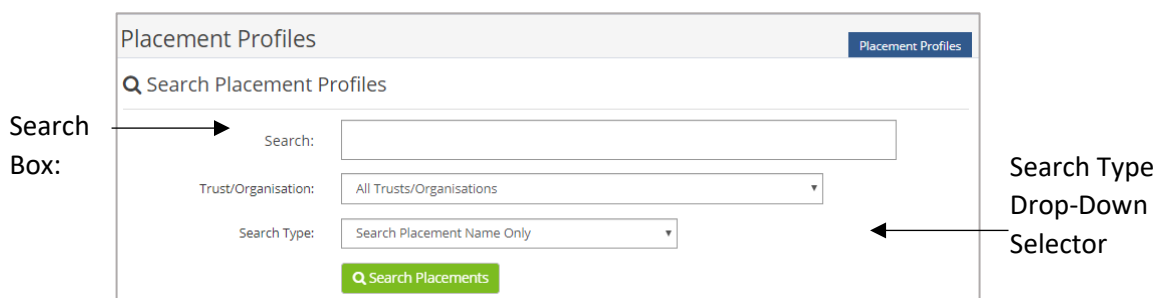 Placement Profiles
Placement Profiles
Search Placement Profiles
Search
Box:
Search:
Trust/Organisation:
All Trusts/Organisations
Search Type:
Search Placement Name Only
Search Placements
Search Type
Drop-Down
Selector